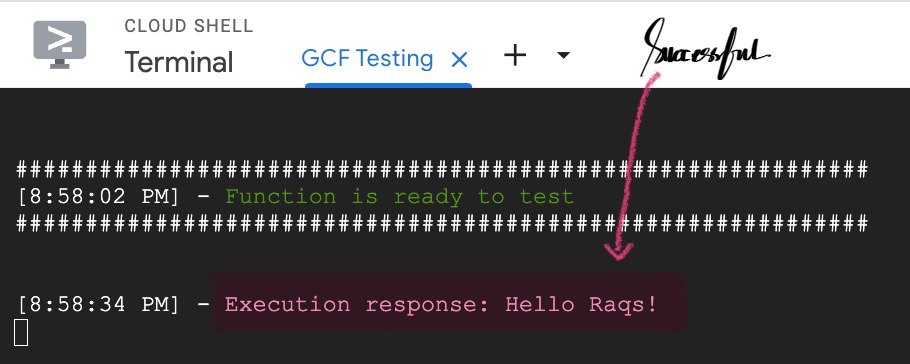 CLOUD SHELL
Terminal
GCF Testing
Successful
##############################################################
[8:58:02 PM] - Function is ready to test
##############################################################
[8:58:34 PM] - Execution response: Hello Raqs!